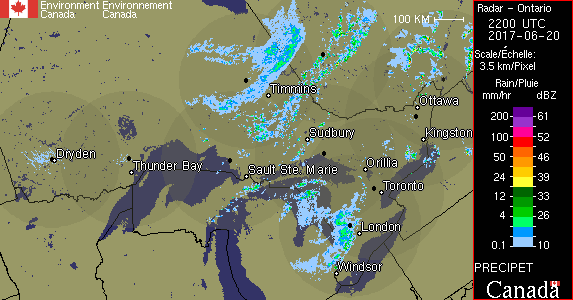 Environment Environnement
Canada Canada
100 KM
Timmins
Ottawa
Sudbury
Kingston
Dryden
Thunder Bay
Sault Ste. Marie
Orillia
Toronto
London
Windsor
Radar - Ontario
2200 UTC
2017-06-20
Scale/Échelle:
3.5 km/Pixel
Rain/Pluie
mm/hr dBZ
200 61
100 52
50 46
24 39
12 33
4 26
0.1 10
PRECIPET
Canada